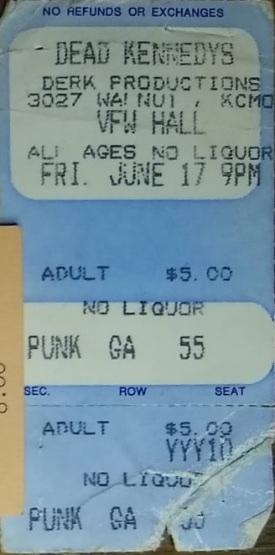 NO REFUNDS OR EXCHANGES
DEAD KENNEDYS
DERK PRODUCTIONS
3027 WALNUT, KCMO
VFW HALL
ALL AGES NO LIQUOR
FRI. JUNE 17 9PM
ADULT $5.00
NO LIQUOR
PUNK GA 55
SEC. ROW SEAT
ADULT $5.00
YYY10
NO LIQUOR
PUNK GA